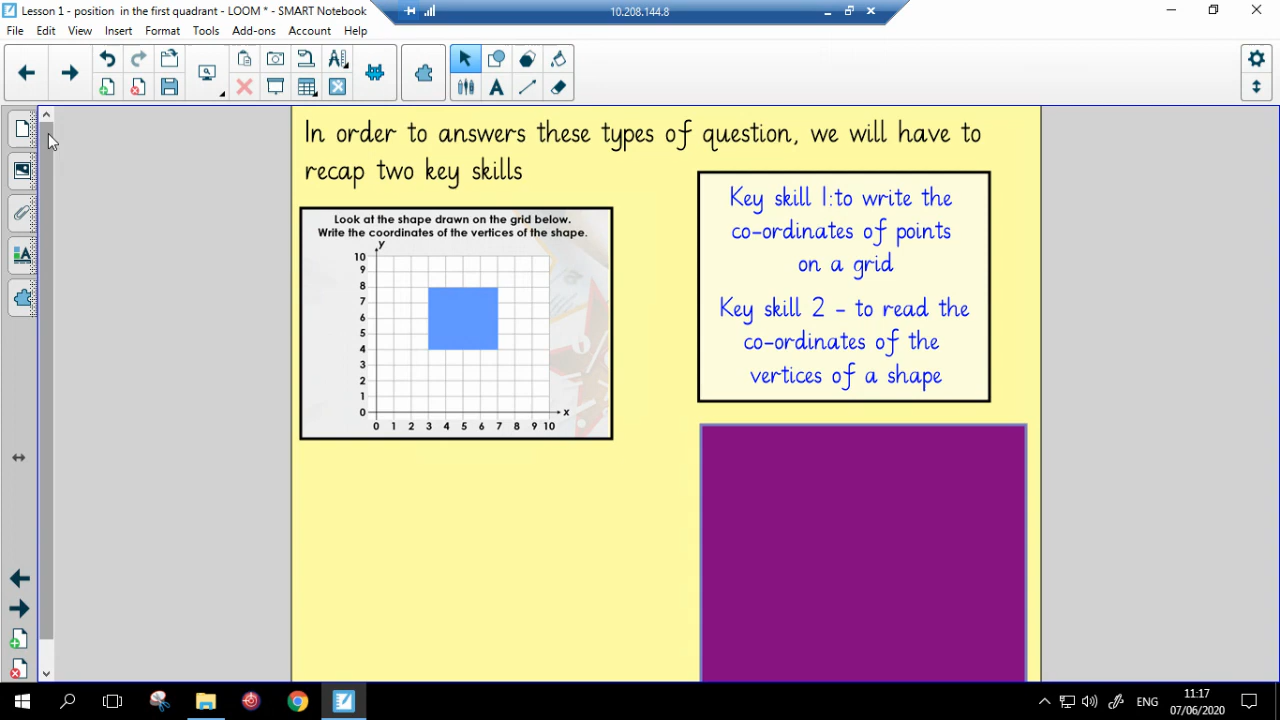 Lesson 1 - position in the first quadrant - LOOM * - SMART Notebook
10.208.144.8
File Edit View Insert Format Tools Add-ons Account Help
In order to answers these types of question, we will have to
recap two key skills
Look at the shape drawn on the grid below.
Write the coordinates of the vertices of the shape.
y
10
9
8
7
6
5
4
3
2
1
0
x
0 1 2 3 4 5 6 7 8 9 10
Key skill 1:to write the
co-ordinates of points
on a grid
Key skill 2 - to read the
co-ordinates of the
vertices of a shape
ENG
11:17
07/06/2020